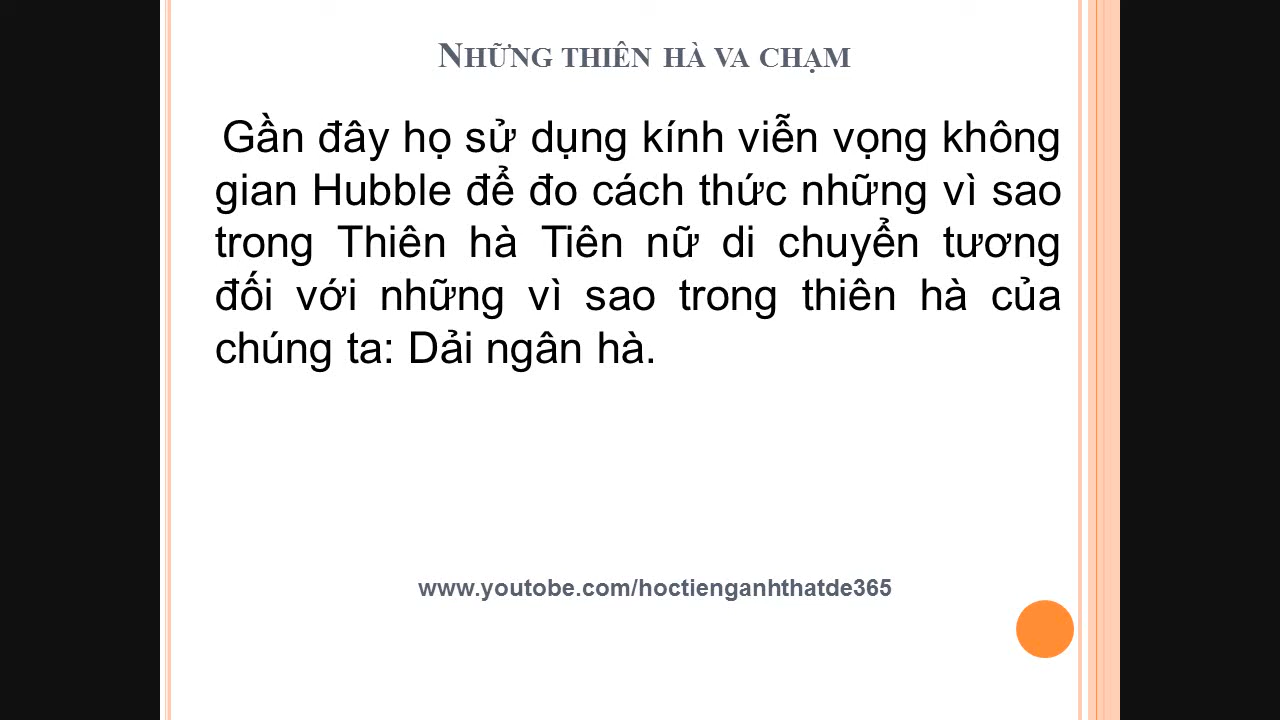 NHỮNG THIÊN HÀ VA CHẠM
Gần đây họ sử dụng kính viễn vọng không
gian Hubble để đo cách thức những vì sao
trong Thiên hà Tiên nữ di chuyển tương
đối với những vì sao trong thiên hà của
chúng ta: Dải ngân hà.
www.youtobe.com/hoctienganhthatde365